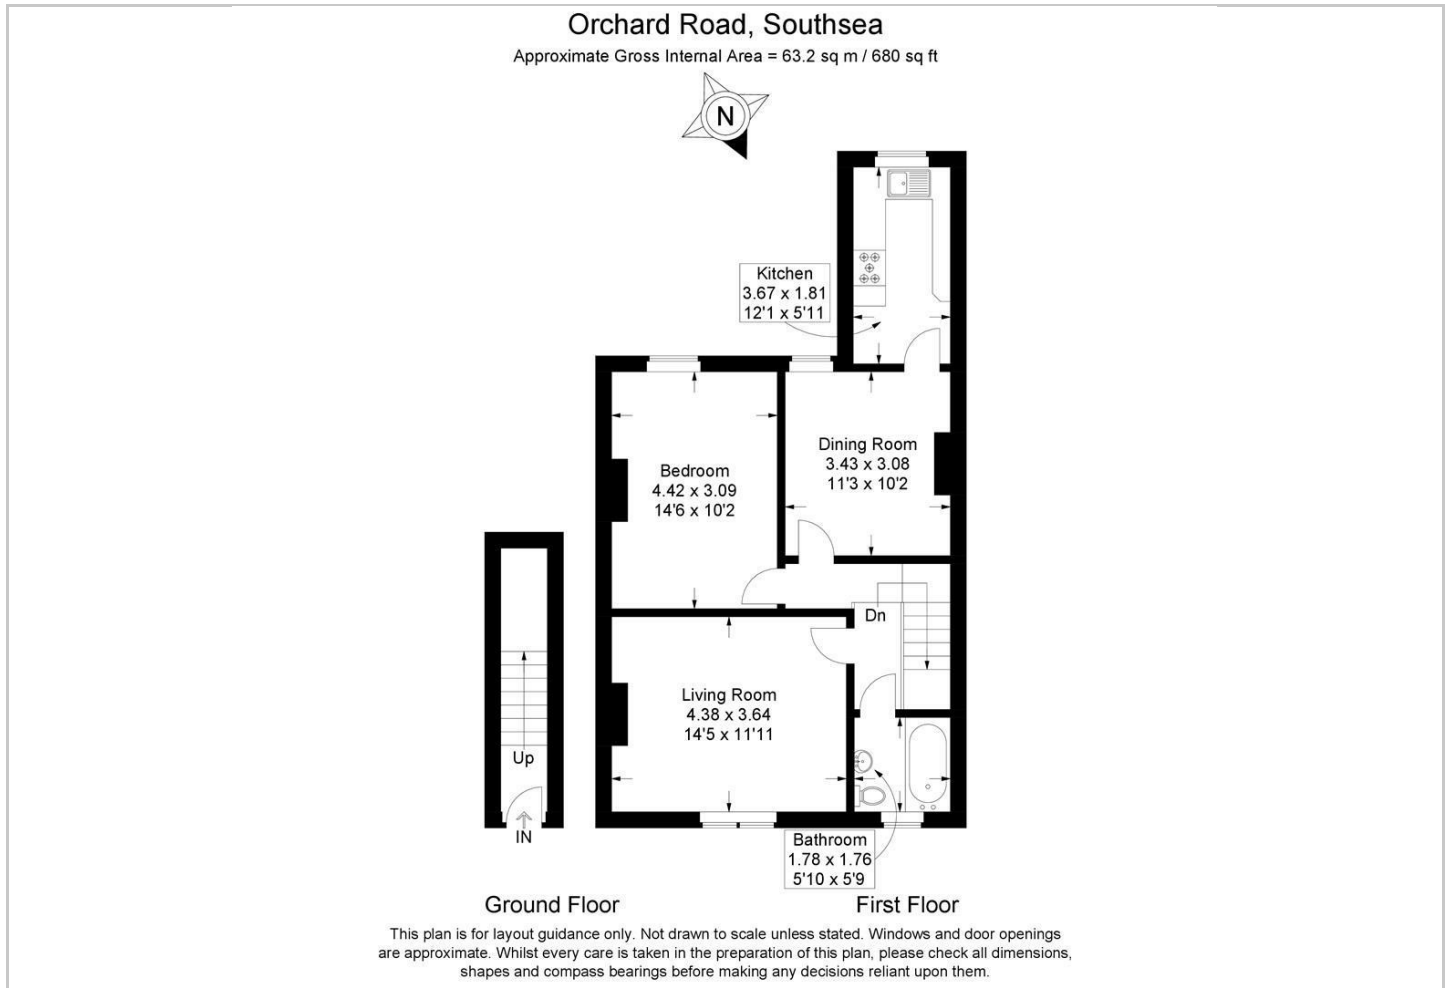 Orchard Road, Southsea
Approximate Gross Internal Area = 63.2 sq m / 680 sq ft
N
Kitchen
3.67 x 1.81
12'1 x 5'11
Dining Room
3.43 x 3.08
11'3 x 10'2
Bedroom
4.42 x 3.09
14'6 x 10'2
Dn
Living Room
4.38 x 3.64
14'5 x 11'11
Up
IN
Bathroom
1.78 x 1.76
5'10 x 5'9
Ground Floor
First Floor
This plan is for layout guidance only. Not drawn to scale unless stated. Windows and door openings
are approximate. Whilst every care is taken in the preparation of this plan, please check all dimensions,
shapes and compass bearings before making any decisions reliant upon them.